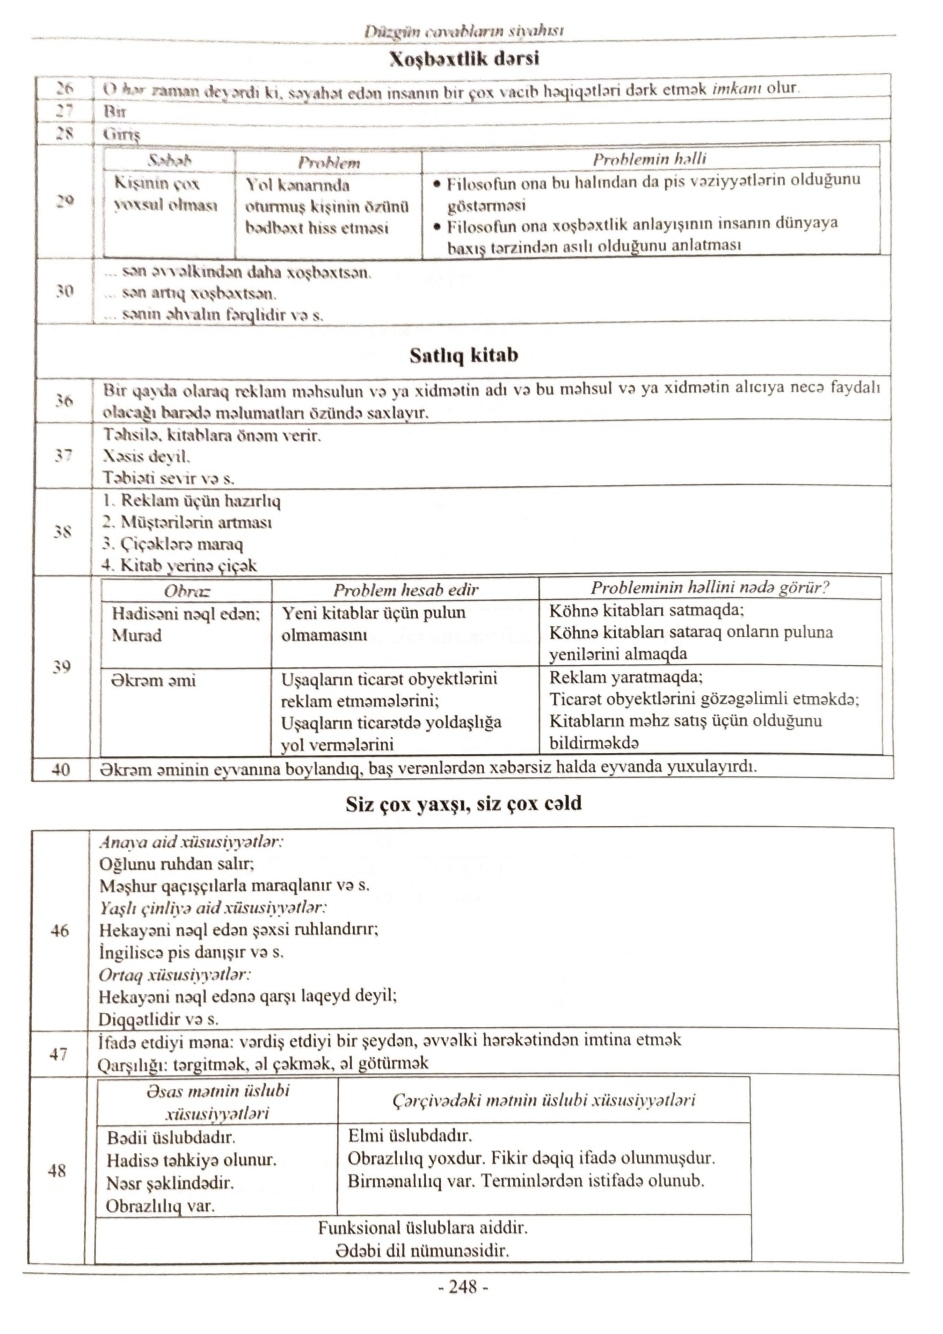 Düzgün cavabların siyahısı
Xoşbəxtlik dərsi
26 O hər zaman deyərdi ki, səyahət edən insanın bir çox vacib həqiqətləri dərk etmək imkanı olur.
27 Bir
28 Giriş
29
Səbəb Problem Problemin həlli
Kişinin çox
yoxsul olması
Yol kənarında
oturmuş kişinin özünü
bədbəxt hiss etməsi
• Filosofun ona bu halından da pis vəziyyətlərin olduğunu
göstərməsi
• Filosofun ona xoşbəxtlik anlayışının insanın dünyaya
baxış tərzindən asılı olduğunu anlatması
30
... sən əvvəlkindən daha xoşbəxtsən.
... sən artıq xoşbəxtsən.
... sənin əhvalın fərqlidir və s.
Satlıq kitab
36
Bir qayda olaraq reklam məhsulun və ya xidmətin adı və bu məhsul və ya xidmətin alıcıya necə faydalı
olacağı barədə məlumatları özündə saxlayır.
37
Təhsilə, kitablara önəm verir.
Xəsis deyil.
Təbiəti sevir və s.
38
1. Reklam üçün hazırlıq
2. Müştərilərin artması
3. Çiçəklərə maraq
4. Kitab yerinə çiçək
39
Obraz Problem hesab edir Probleminin həllini nədə görür?
Hadisəni nəql edən;
Murad
Yeni kitablar üçün pulun
olmamasını
Köhnə kitabları satmaqda;
Köhnə kitabları sataraq onların puluna
yenilərini almaqda
Əkrəm əmi
Uşaqların ticarət obyektlərini
reklam etməmələrini;
Uşaqların ticarətdə yoldaşlığa
yol vermələrini
Reklam yaratmaqda;
Ticarət obyektlərini gözəgəlimli etməkdə;
Kitabların məhz satış üçün olduğunu
bildirməkdə
40 Əkrəm əminin eyvanına boylandıq, baş verənlərdən xəbərsiz halda eyvanda yuxulayırdı.
Siz çox yaxşı, siz çox cəld
46
Anaya aid xüsusiyyətlər:
Oğlunu ruhdan salır;
Məşhur qaçışçılarla maraqlanır və s.
Yaşlı çinliyə aid xüsusiyyətlər:
Hekayəni nəql edən şəxsi ruhlandırır;
İngiliscə pis danışır və s.
Ortaq xüsusiyyətlər:
Hekayəni nəql edənə qarşı laqeyd deyil;
Diqqətlidir və s.
47
İfadə etdiyi məna: vərdiş etdiyi bir şeydən, əvvəlki hərəkətindən imtina etmək
Qarşılığı: tərgitmək, əl çəkmək, əl götürmək
48
Əsas mətnin üslubi
xüsusiyyətləri
Çərçivədəki mətnin üslubi xüsusiyyətləri
Bədii üslubdadır.
Hadisə təhkiyə olunur.
Nəsr şəklindədir.
Obrazlılıq var.
Elmi üslubdadır.
Obrazlılıq yoxdur. Fikir dəqiq ifadə olunmuşdur.
Birmənalılıq var. Terminlərdən istifadə olunub.
Funksional üslublara aiddir.
Ədəbi dil nümunəsidir.
- 248 -